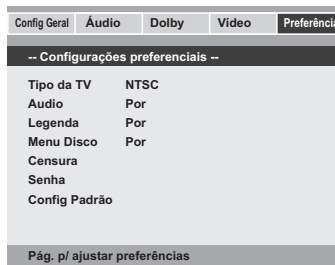 Config Geral Áudio Dolby Vídeo Preferência
-- Configurações preferenciais --
Tipo da TV NTSC
Audio Por
Legenda Por
Menu Disco Por
Censura
Senha
Config Padrão
Pág. p/ ajustar preferências